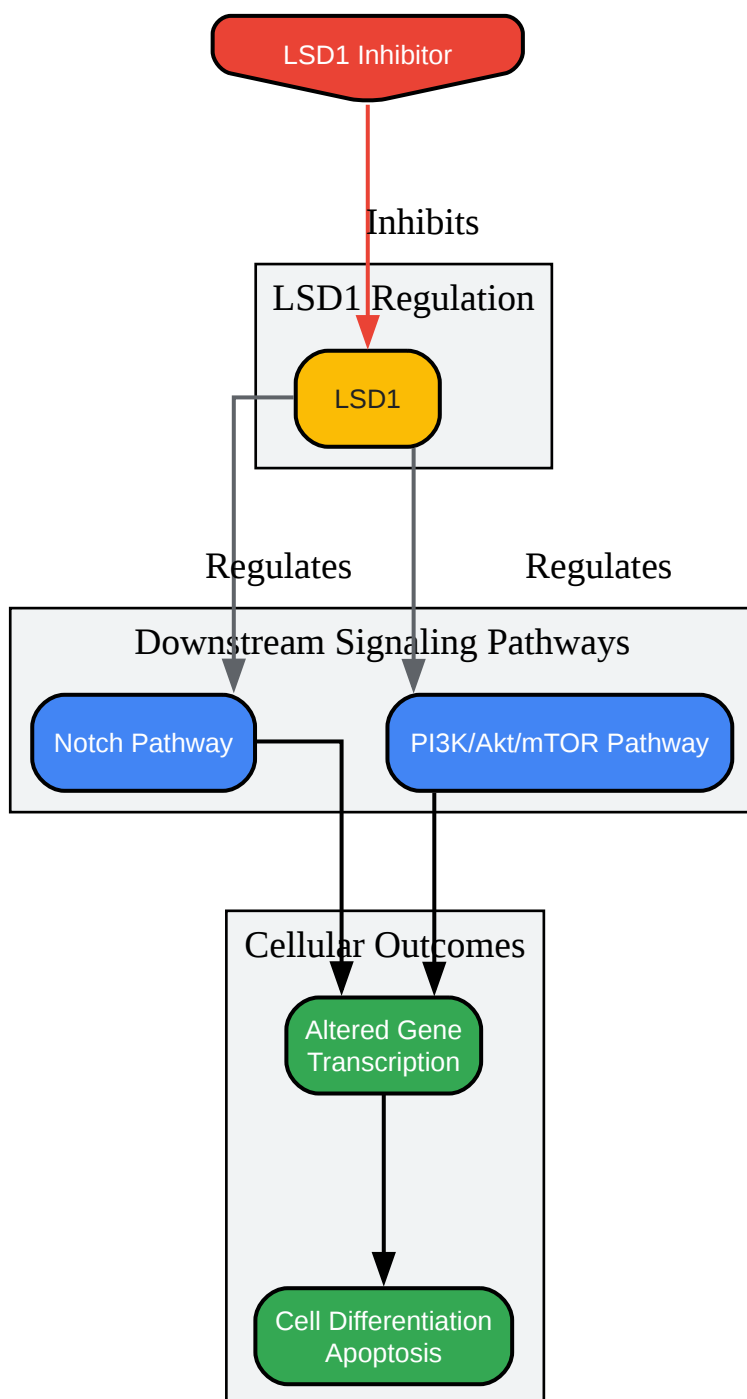 LSD1 Inhibitor
Inhibits
LSD1 Regulation
LSD1
Regulates
Regulates
Downstream Signaling Pathways
Notch Pathway
PI3K/Akt/mTOR Pathway
Cellular Outcomes
Altered Gene
Transcription
Cell Differentiation
Apoptosis